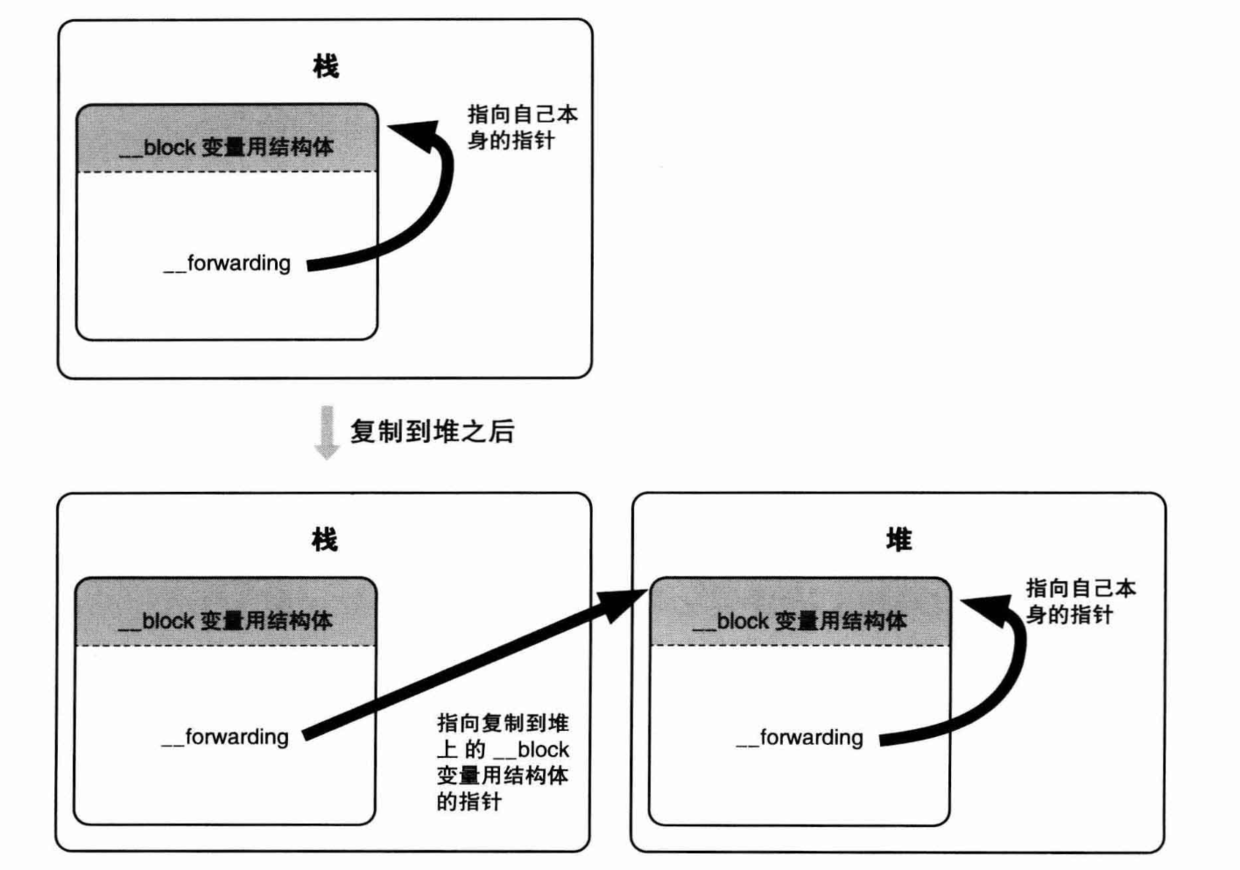 栈
__block 变量用结构体
指向自己本
身的指针
__forwarding
复制到堆之后
栈
__block 变量用结构体
__forwarding
指向复制到堆
上 的 __block
变量用结构体
的指针
堆
__block 变量用结构体
指向自己本
身的指针
__forwarding